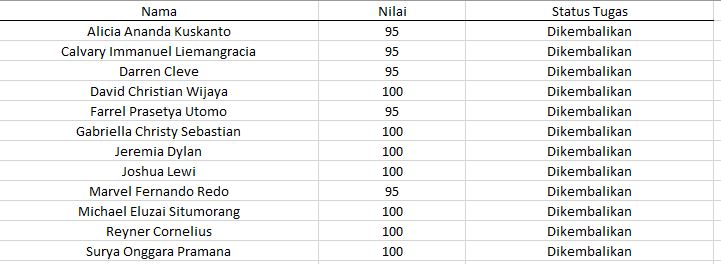 Nama Nilai Status Tugas
Alicia Ananda Kuskanto 95 Dikembalikan
Calvary Immanuel Liemangracia 95 Dikembalikan
Darren Cleve 95 Dikembalikan
David Christian Wijaya 100 Dikembalikan
Farrel Prasetya Utomo 95 Dikembalikan
Gabriella Christy Sebastian 100 Dikembalikan
Jeremia Dylan 100 Dikembalikan
Joshua Lewi 100 Dikembalikan
Marvel Fernando Redo 95 Dikembalikan
Michael Eluzai Situmorang 100 Dikembalikan
Reyner Cornelius 100 Dikembalikan
Surya Onggara Pramana 100 Dikembalikan